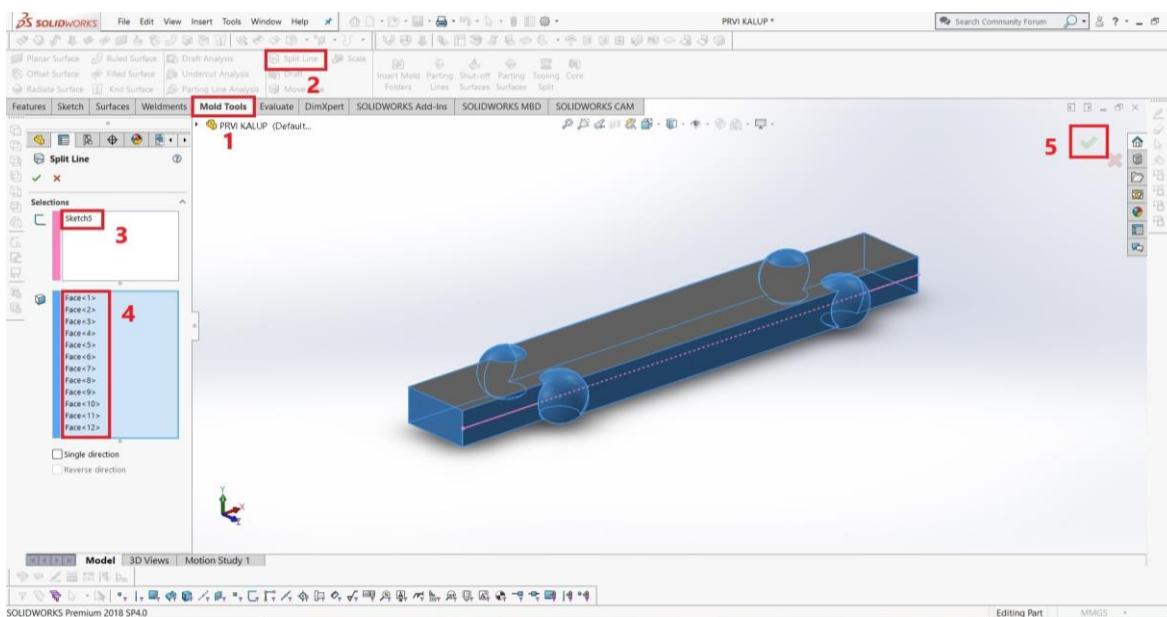 SOLIDWORKS File Edit View Insert Tools Window Help PRVI KALUP * Search Community Forum
Planar Surface Ruled Surface Draft Analysis Split Line Scale
Offset Surface Filled Surface Undercut Analysis Draft Insert Mold Folders Parting Lines Shut-off Surfaces Parting Surfaces Tooling Split Core
2
Radiate Surface Knit Surface Parting Line Analysis Move
Features Sketch Surfaces Weldments Mold Tools Evaluate DimXpert SOLIDWORKS Add-Ins SOLIDWORKS MBD SOLIDWORKS CAM
PRVI KALUP (Default...
1
5
Split Line
Selections
Sketch5
3
Face<1>
Face<2>
Face<3>
Face<4>
Face<5>
Face<6>
Face<7>
Face<8>
Face<9>
Face<10>
Face<11>
Face<12>
4
Single direction
Reverse direction
Y
X
Z
Model 3D Views Motion Study 1
SOLIDWORKS Premium 2018 SP4.0 Editing Part MMGS